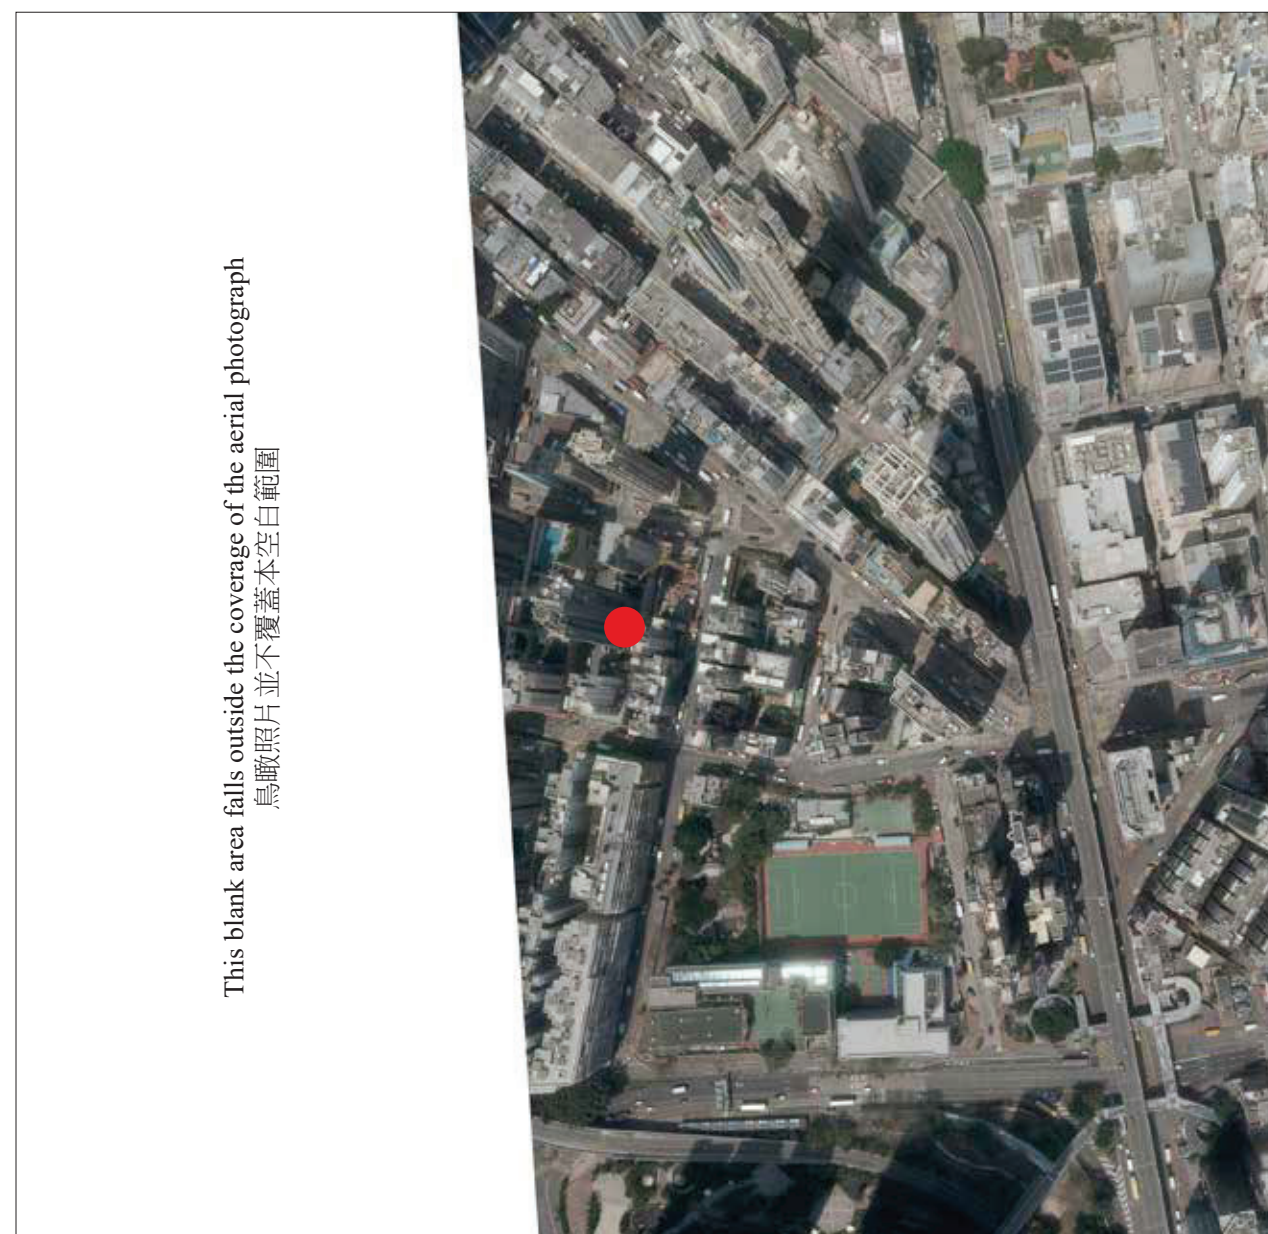 This blank area falls outside the coverage of the aerial photograph
鳥瞰照片並不覆蓋本空白範圍